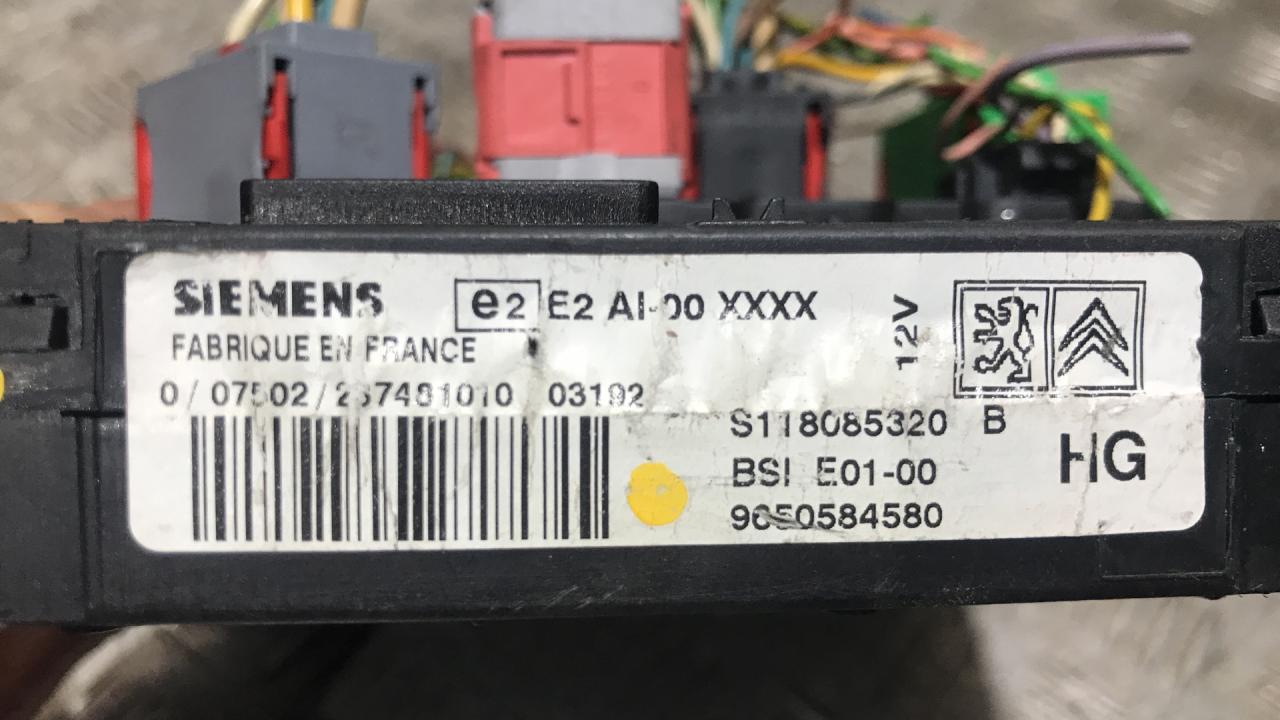 SIEMENS e2 E2 AI-00 XXXX
12V
FABRIQUE EN FRANCE
0/07502/237481010 03192
S118085320 B
HG
BSI E01-00
9650584580